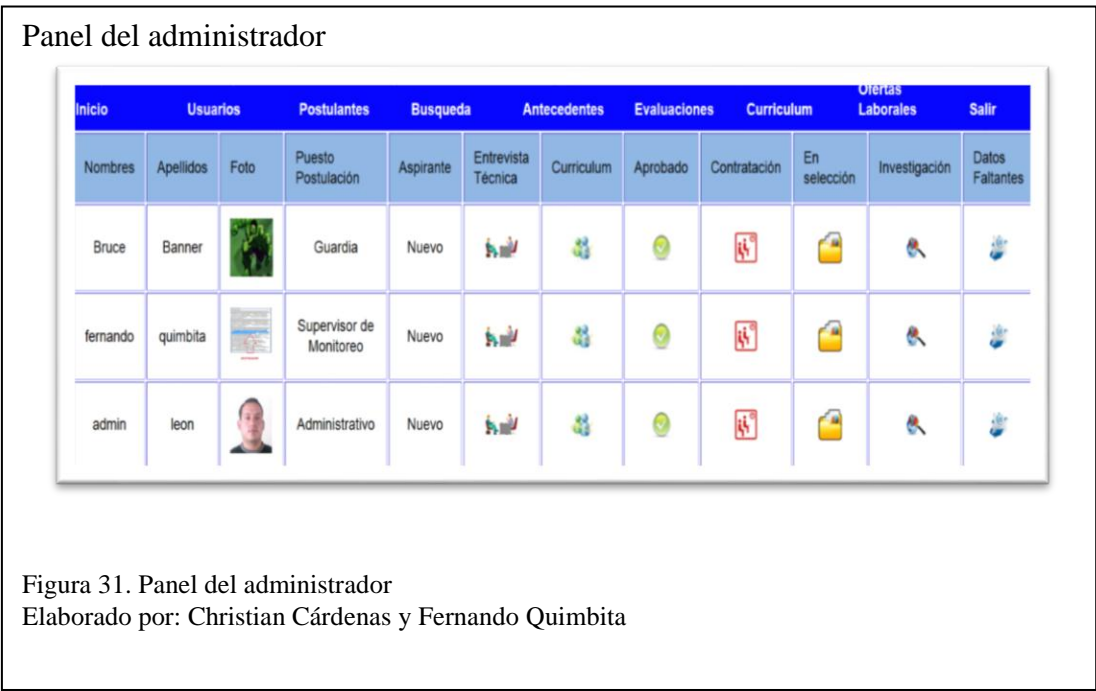 Panel del administrador
Inicio Usuarios Postulantes Busqueda Antecedentes Evaluaciones Curriculum Ofertas Laborales Salir
Nombres Apellidos Foto Puesto Postulación Aspirante Entrevista Técnica Curriculum Aprobado Contratación En selección Investigación Datos Faltantes
Bruce Banner Guardia Nuevo
fernando quimbita Supervisor de Monitoreo Nuevo
admin leon Administrativo Nuevo
Figura 31. Panel del administrador
Elaborado por: Christian Cárdenas y Fernando Quimbita